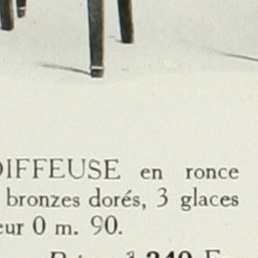 OIFFEUSE en ronce
bronzes dorés, 3 glaces
eur 0 m. 90.